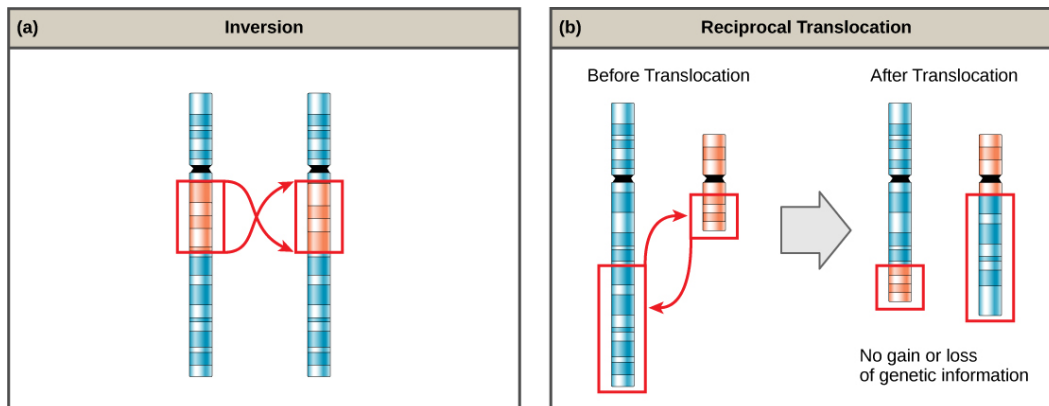 (a) Inversion
(b) Reciprocal Translocation
Before Translocation
After Translocation
No gain or loss
of genetic information